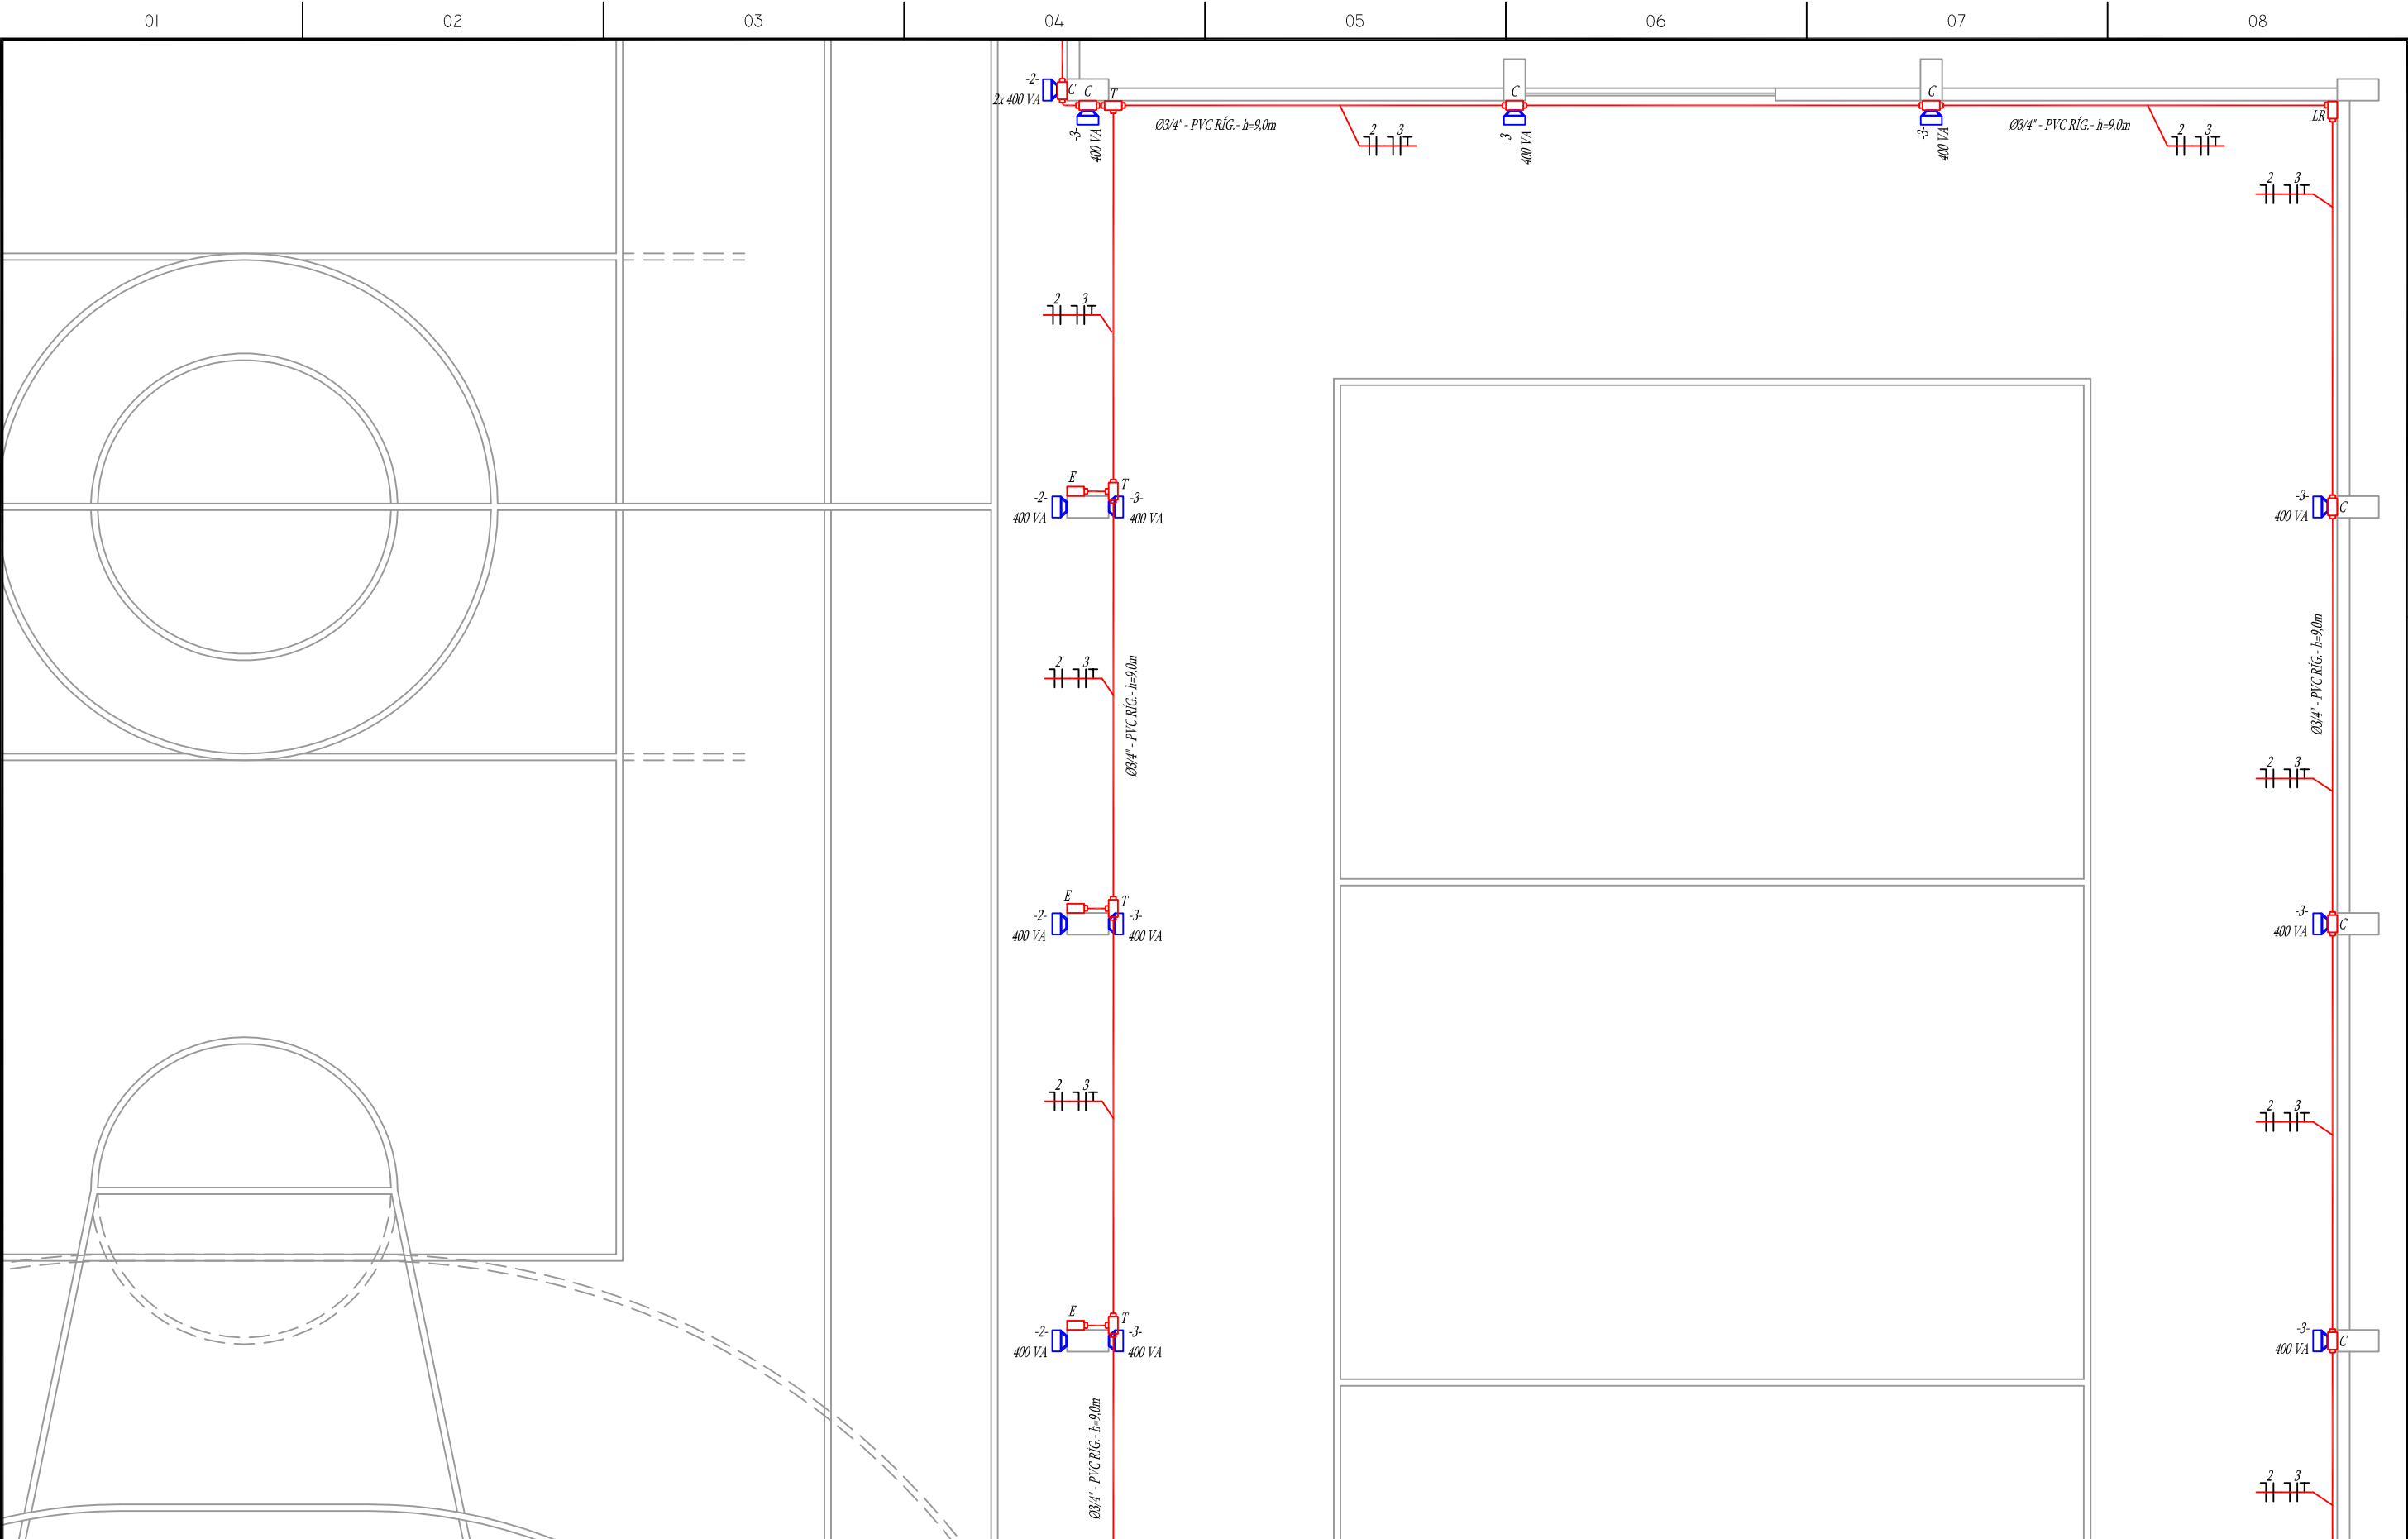 01 02 03 04 05 06 07 08
-2-
2x 400 VA
C C T
-3-
400 VA
Ø3/4" - PVC RÍG.- h=9,0m
2 3
C
-3-
400 VA
C
-3-
400 VA
Ø3/4" - PVC RÍG.- h=9,0m
2 3
LR
2 3
2 3
E T
-2- -3-
400 VA 400 VA
-3-
400 VA
C
Ø3/4" - PVC RÍG.- h=9,0m
2 3
Ø3/4" - PVC RÍG.- h=9,0m
2 3
E T
-2- -3-
400 VA 400 VA
-3-
400 VA
C
2 3
2 3
E T
-2- -3-
400 VA 400 VA
-3-
400 VA
C
Ø3/4" - PVC RÍG.- h=9,0m
2 3